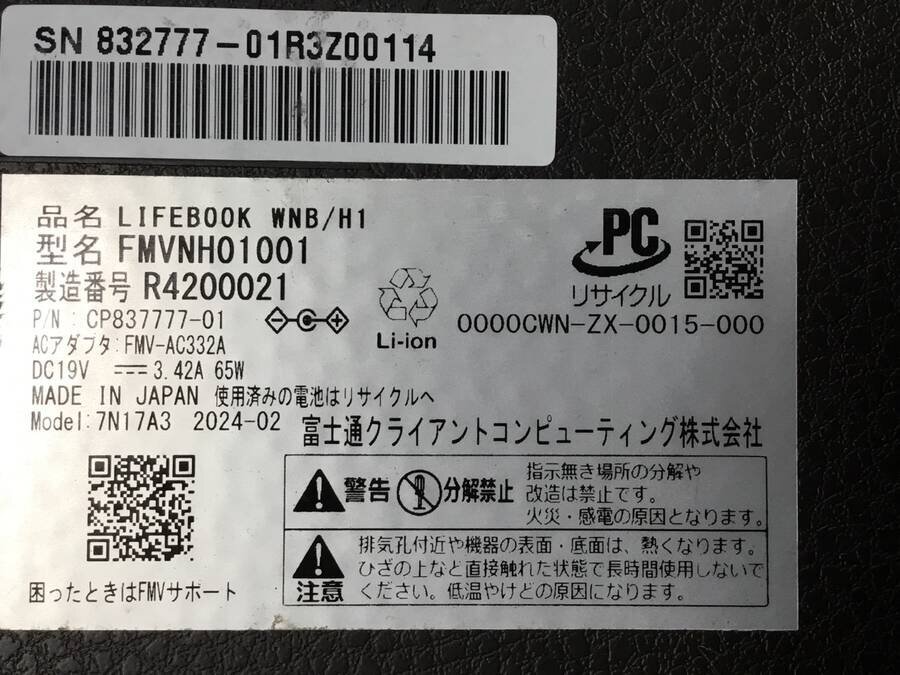 SN 832777-01R3Z00114
品名 LIFEBOOK WNB/H1
型名 FMVNH01001
製造番号 R4200021
P/N : CP837777-01
ACアダプタ:FMV-AC332A
DC19V ⎓ 3.42A 65W
MADE IN JAPAN 使用済みの電池はリサイクルへ
Model:7N17A3 2024-02
Li-ion
PC
リサイクル
0000CWN-ZX-0015-000
富士通クライアントコンピューティング株式会社
警告 分解禁止
指示無き場所の分解や
改造は禁止です。
火災・感電の原因となります。
注意
排気孔付近や機器の表面・底面は、熱くなります。
ひざの上など直接触れた状態で長時間使用しないで
ください。低温やけどの原因になります。
困ったときはFMVサポート